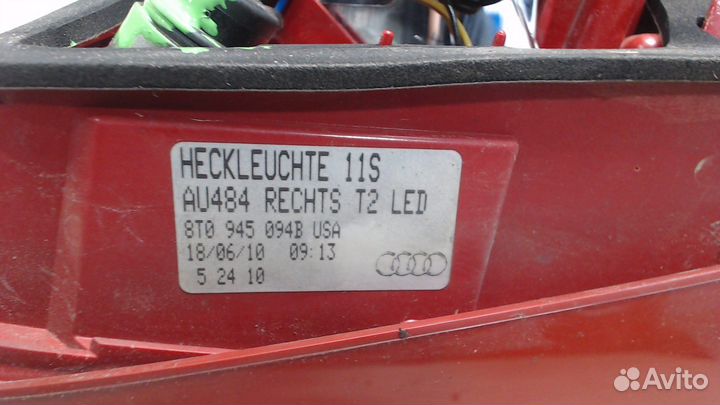 HECKLEUCHTE 11S
AU484 RECHTS T2 LED
8T0 945 094B USA
18/06/10 09:13
5 24 10
Avito